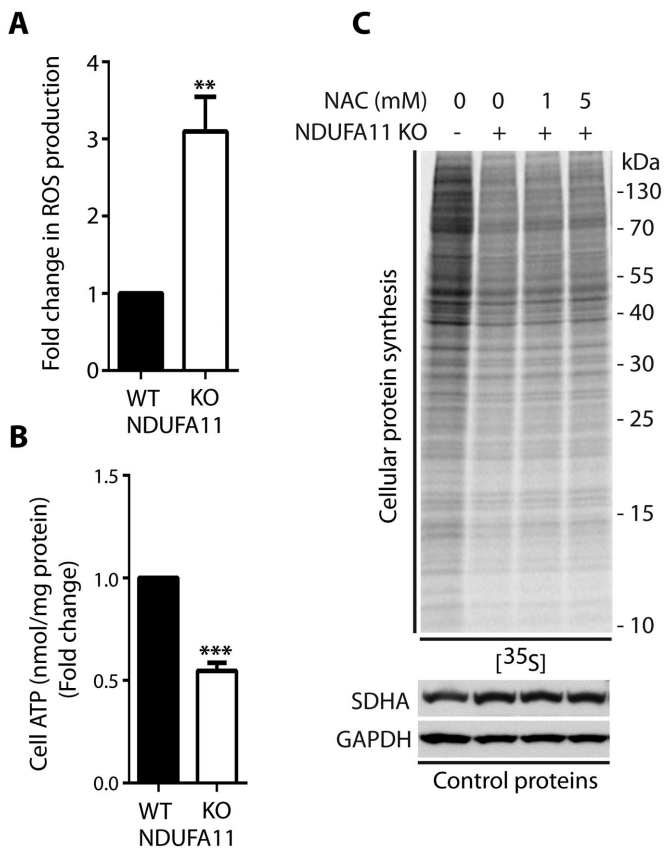 A
Fold change in ROS production
4
3
2
1
0
**
WT KO
NDUFA11
B
Cell ATP (nmol/mg protein)
(Fold change)
1.5
1.0
0.5
0.0
***
WT KO
NDUFA11
C
NAC (mM) 0 0 1 5
NDUFA11 KO - + + +
Cellular protein synthesis
kDa
-130
- 70
- 55
- 40
- 30
- 25
- 15
- 10
[35S]
SDHA
GAPDH
Control proteins